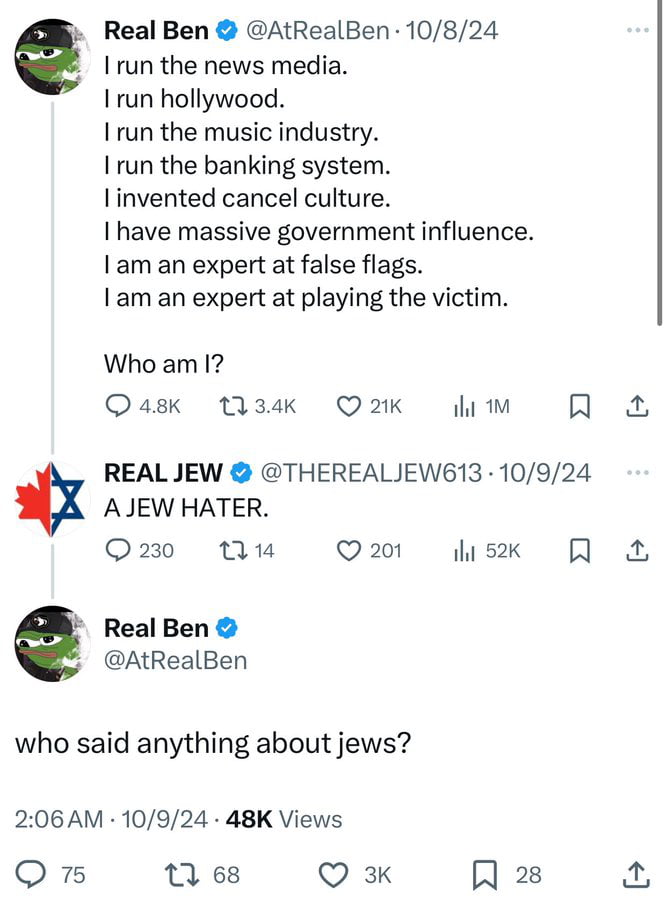 Real Ben @AtRealBen · 10/8/24
I run the news media.
I run hollywood.
I run the music industry.
I run the banking system.
I invented cancel culture.
I have massive government influence.
I am an expert at false flags.
I am an expert at playing the victim.
Who am I?
4.8K 3.4K 21K 1M
REAL JEW @THEREALJEW613 · 10/9/24
A JEW HATER.
230 14 201 52K
Real Ben
@AtRealBen
who said anything about jews?
2:06 AM · 10/9/24 · 48K Views
75 68 3K 28